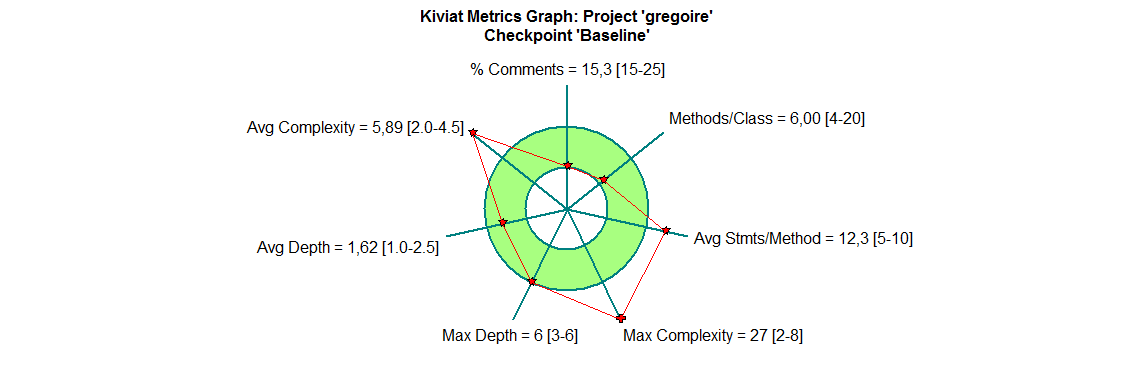 Kiviat Metrics Graph: Project 'gregoire'
Checkpoint 'Baseline'
% Comments = 15,3 [15-25]
Methods/Class = 6,00 [4-20]
Avg Complexity = 5,89 [2.0-4.5]
Avg Stmts/Method = 12,3 [5-10]
Avg Depth = 1,62 [1.0-2.5]
Max Depth = 6 [3-6]
Max Complexity = 27 [2-8]